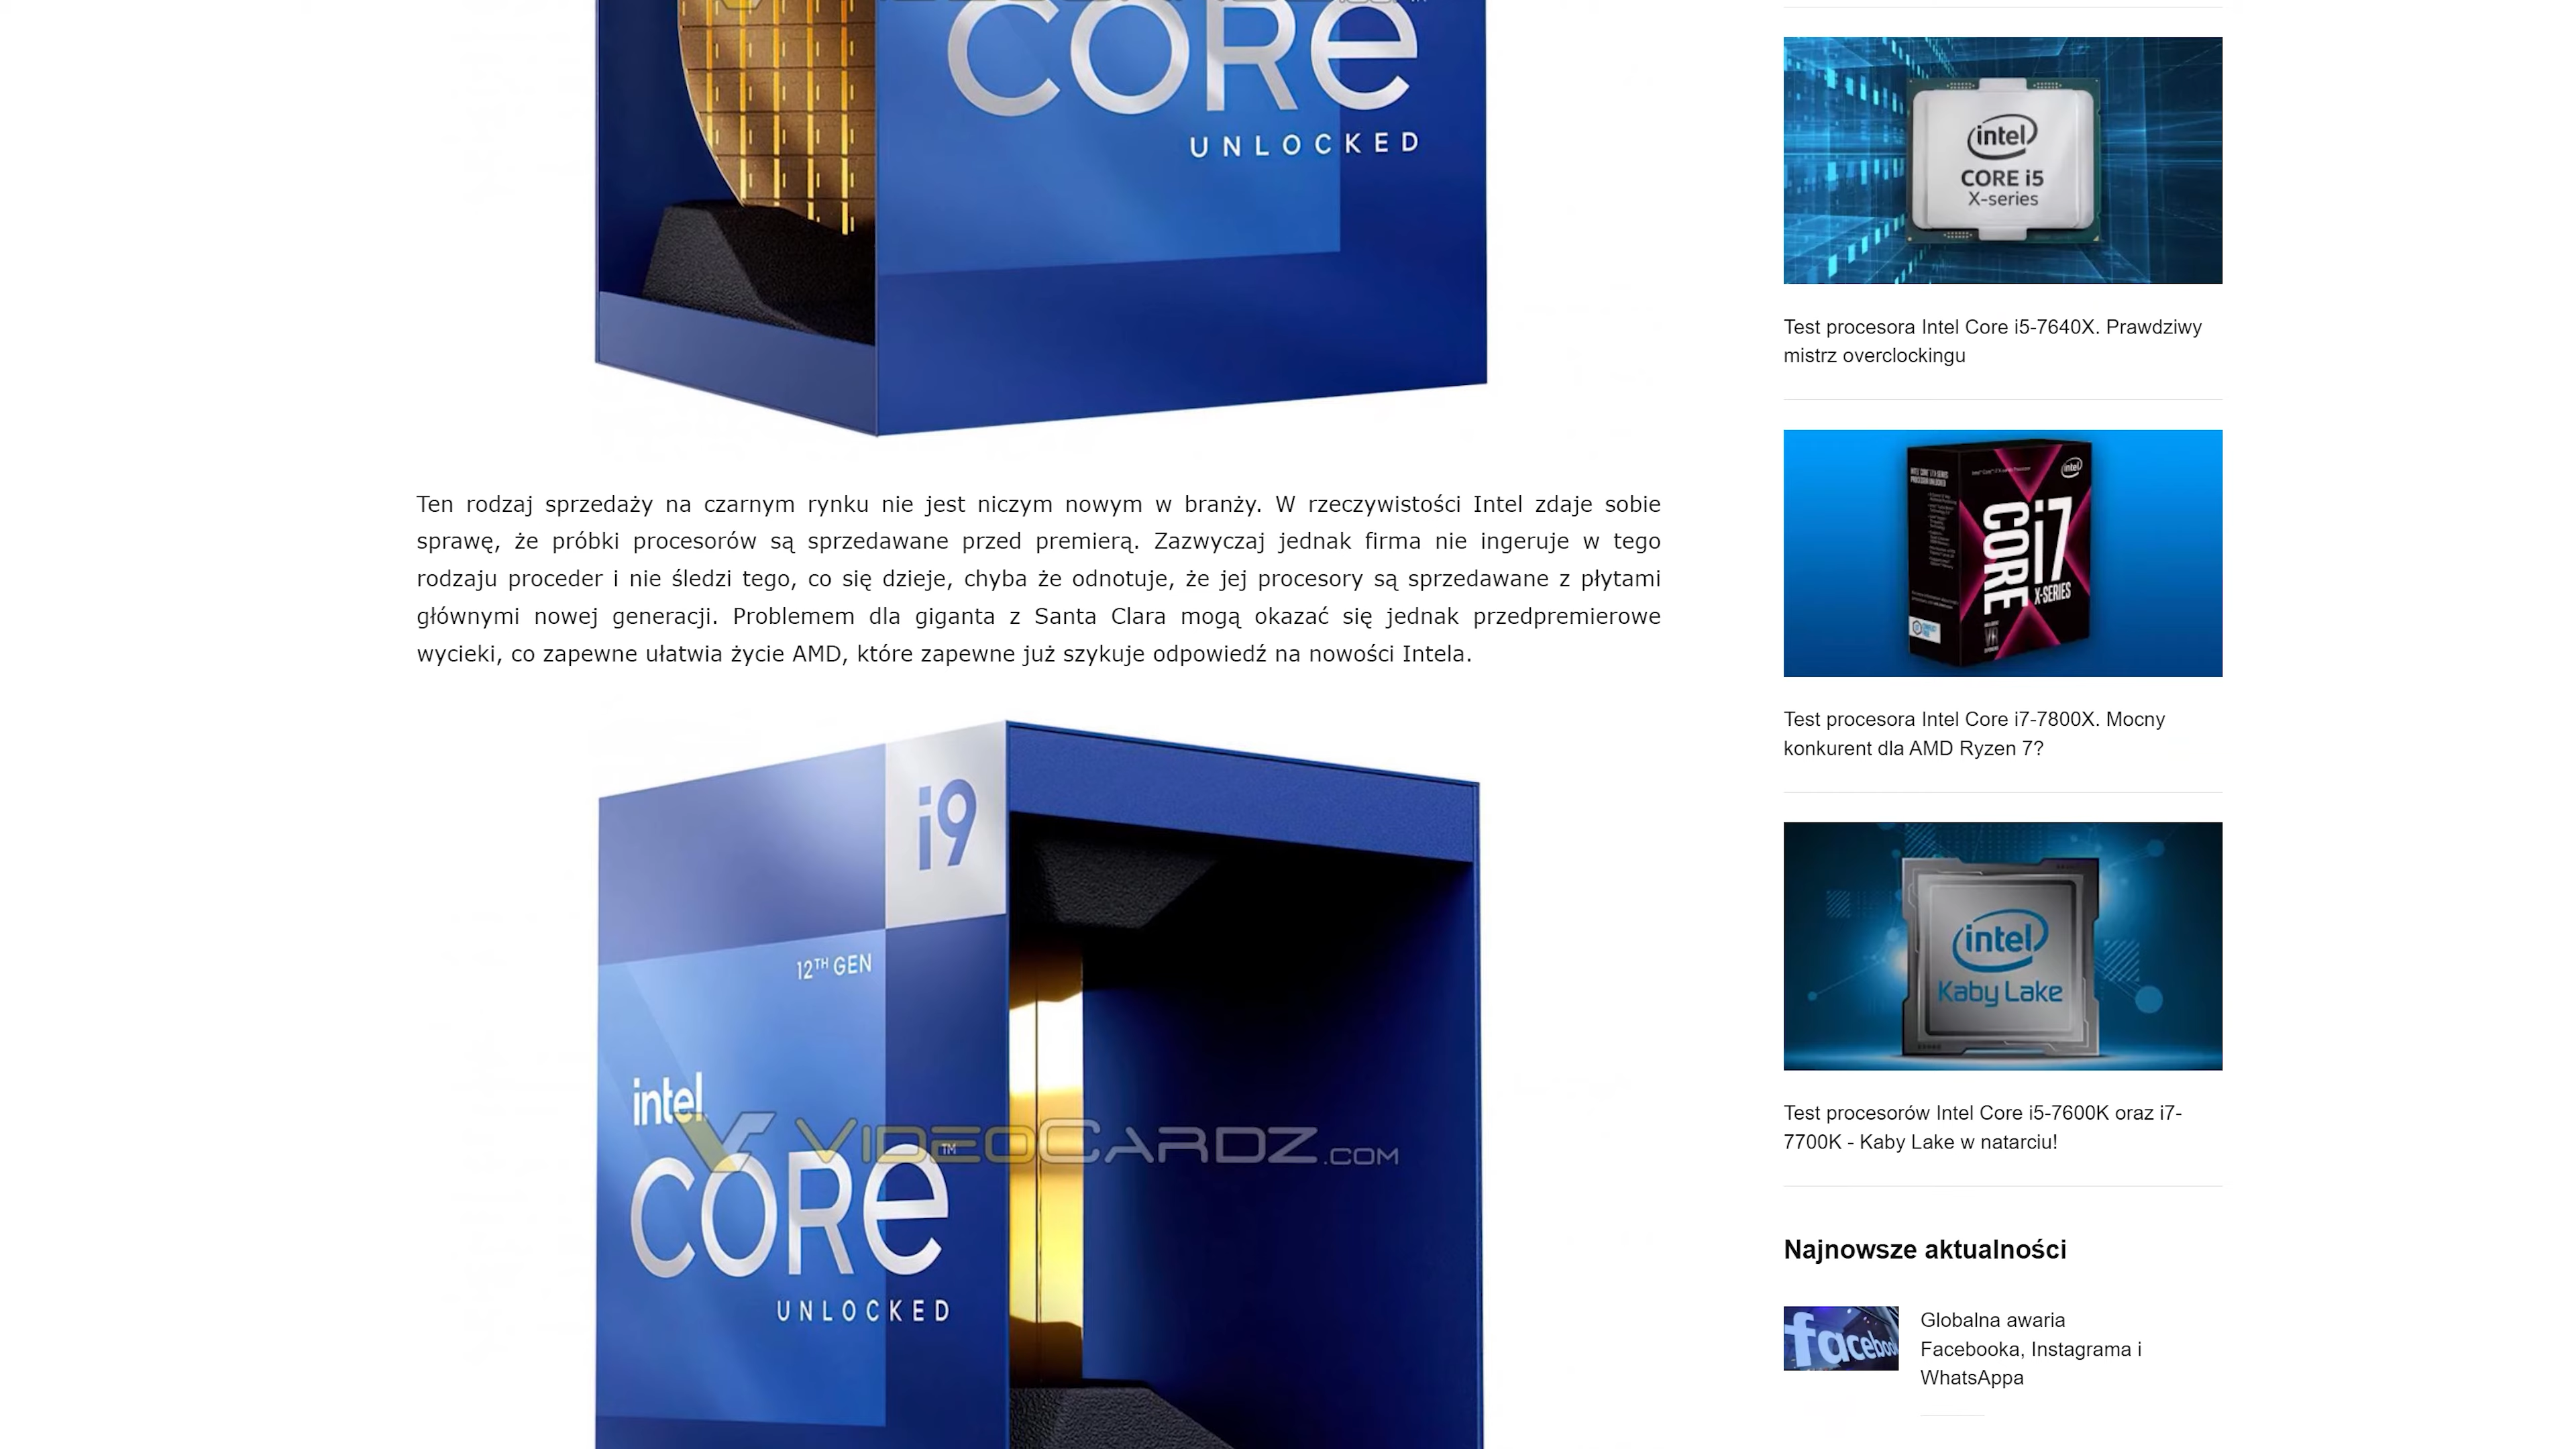 CORE
UNLOCKED
Ten rodzaj sprzedaży na czarnym rynku nie jest niczym nowym w branży. W rzeczywistości Intel zdaje sobie
sprawę, że próbki procesorów są sprzedawane przed premierą. Zazwyczaj jednak firma nie ingeruje w tego
rodzaju proceder i nie śledzi tego, co się dzieje, chyba że odnotuje, że jej procesory są sprzedawane z płytami
głównymi nowej generacji. Problemem dla giganta z Santa Clara mogą okazać się jednak przedpremierowe
wycieki, co zapewne ułatwia życie AMD, które zapewne już szykuje odpowiedź na nowości Intela.
i9
12TH GEN
intel
VIDEOCARDZ.COM
CORE™
UNLOCKED
intel
CORE i5
X-series
Test procesora Intel Core i5-7640X. Prawdziwy
mistrz overclockingu
intel
CORE i7
X-SERIES
Test procesora Intel Core i7-7800X. Mocny
konkurent dla AMD Ryzen 7?
intel
Kaby Lake
Test procesorów Intel Core i5-7600K oraz i7-
7700K - Kaby Lake w natarciu!
Najnowsze aktualności
facebook
Globalna awaria
Facebooka, Instagrama i
WhatsAppa